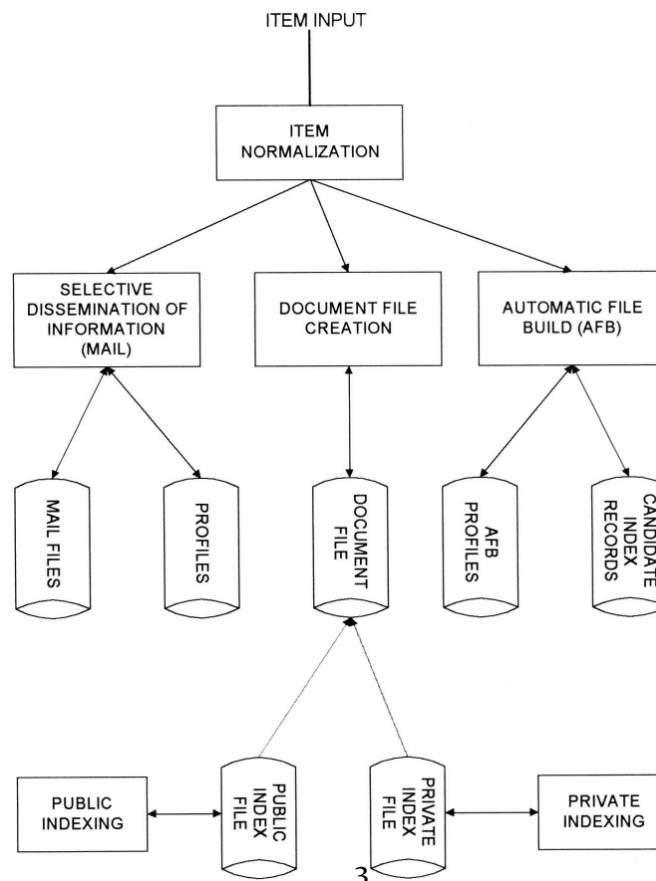 ITEM INPUT
ITEM
NORMALIZATION
SELECTIVE
DISSEMINATION OF
INFORMATION
(MAIL)
DOCUMENT FILE
CREATION
AUTOMATIC FILE
BUILD (AFB)
MAIL FILES
PROFILES
DOCUMENT
FILE
AFB
PROFILES
CANDIDATE
INDEX
RECORDS
PUBLIC
INDEXING
PUBLIC
INDEX
FILE
PRIVATE
INDEX
FILE
PRIVATE
INDEXING
3